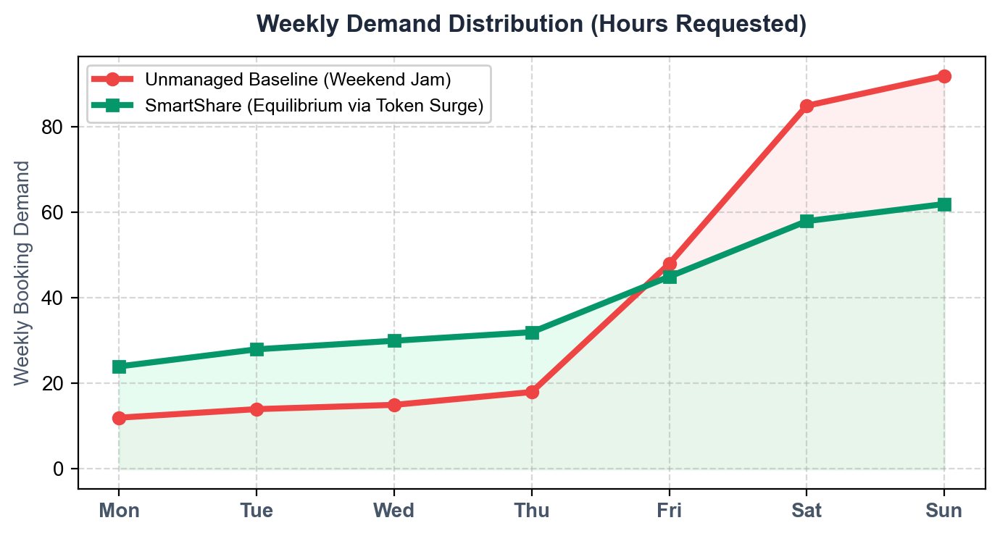 Weekly Demand Distribution (Hours Requested)
Unmanaged Baseline (Weekend Jam)
SmartShare (Equilibrium via Token Surge)
Weekly Booking Demand
80
60
40
20
0
Mon Tue Wed Thu Fri Sat Sun